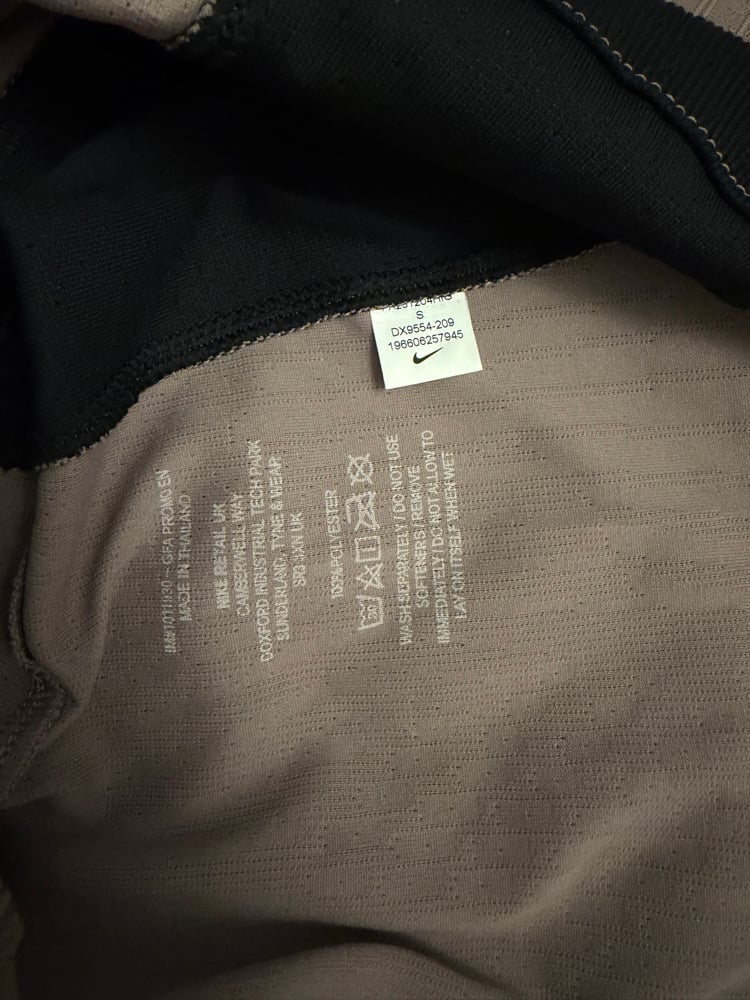 S
DX9554-209
196606257945
MADE IN THAILAND
NIKE RETAIL UK
CAMBERWELL WAY
DOXFORD INDUSTRIAL TECH PARK
SUNDERLAND, TYNE & WEAR
SR3 3XN UK
100% POLYESTER
30
WASH SEPARATELY / DO NOT USE
SOFTENERS / REMOVE
IMMEDIATELY / DO NOT ALLOW TO
LAY ON ITSELF WHEN WET